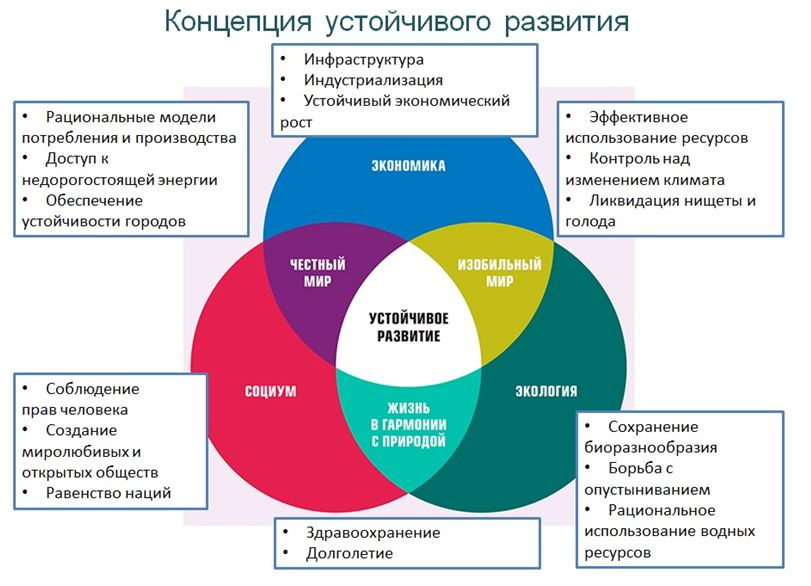 Концепция устойчивого развития
• Инфраструктура
• Индустриализация
• Устойчивый экономический
рост
• Рациональные модели
потребления и производства
• Доступ к
недорогостоящей энергии
• Обеспечение
устойчивости городов
• Эффективное
использование ресурсов
• Контроль над
изменением климата
• Ликвидация нищеты и
голода
ЭКОНОМИКА
ЧЕСТНЫЙ
МИР
ИЗОБИЛЬНЫЙ
МИР
УСТОЙЧИВОЕ
РАЗВИТИЕ
СОЦИУМ
ЭКОЛОГИЯ
ЖИЗНЬ
В ГАРМОНИИ
С ПРИРОДОЙ
• Соблюдение
прав человека
• Создание
миролюбивых и
открытых обществ
• Равенство наций
• Сохранение
биоразнообразия
• Борьба с
опустыниванием
• Рациональное
использование водных
ресурсов
• Здравоохранение
• Долголетие